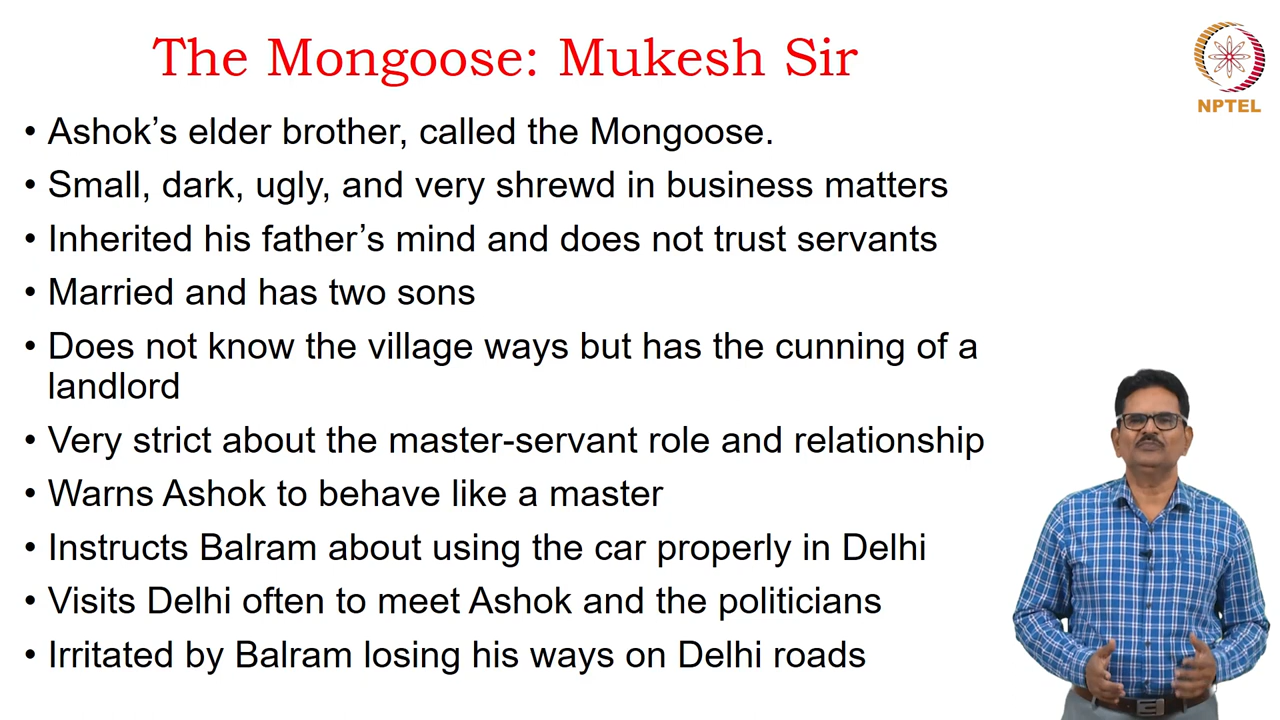 The Mongoose: Mukesh Sir
NPTEL
• Ashok’s elder brother, called the Mongoose.
• Small, dark, ugly, and very shrewd in business matters
• Inherited his father’s mind and does not trust servants
• Married and has two sons
• Does not know the village ways but has the cunning of a
landlord
• Very strict about the master-servant role and relationship
• Warns Ashok to behave like a master
• Instructs Balram about using the car properly in Delhi
• Visits Delhi often to meet Ashok and the politicians
• Irritated by Balram losing his ways on Delhi roads